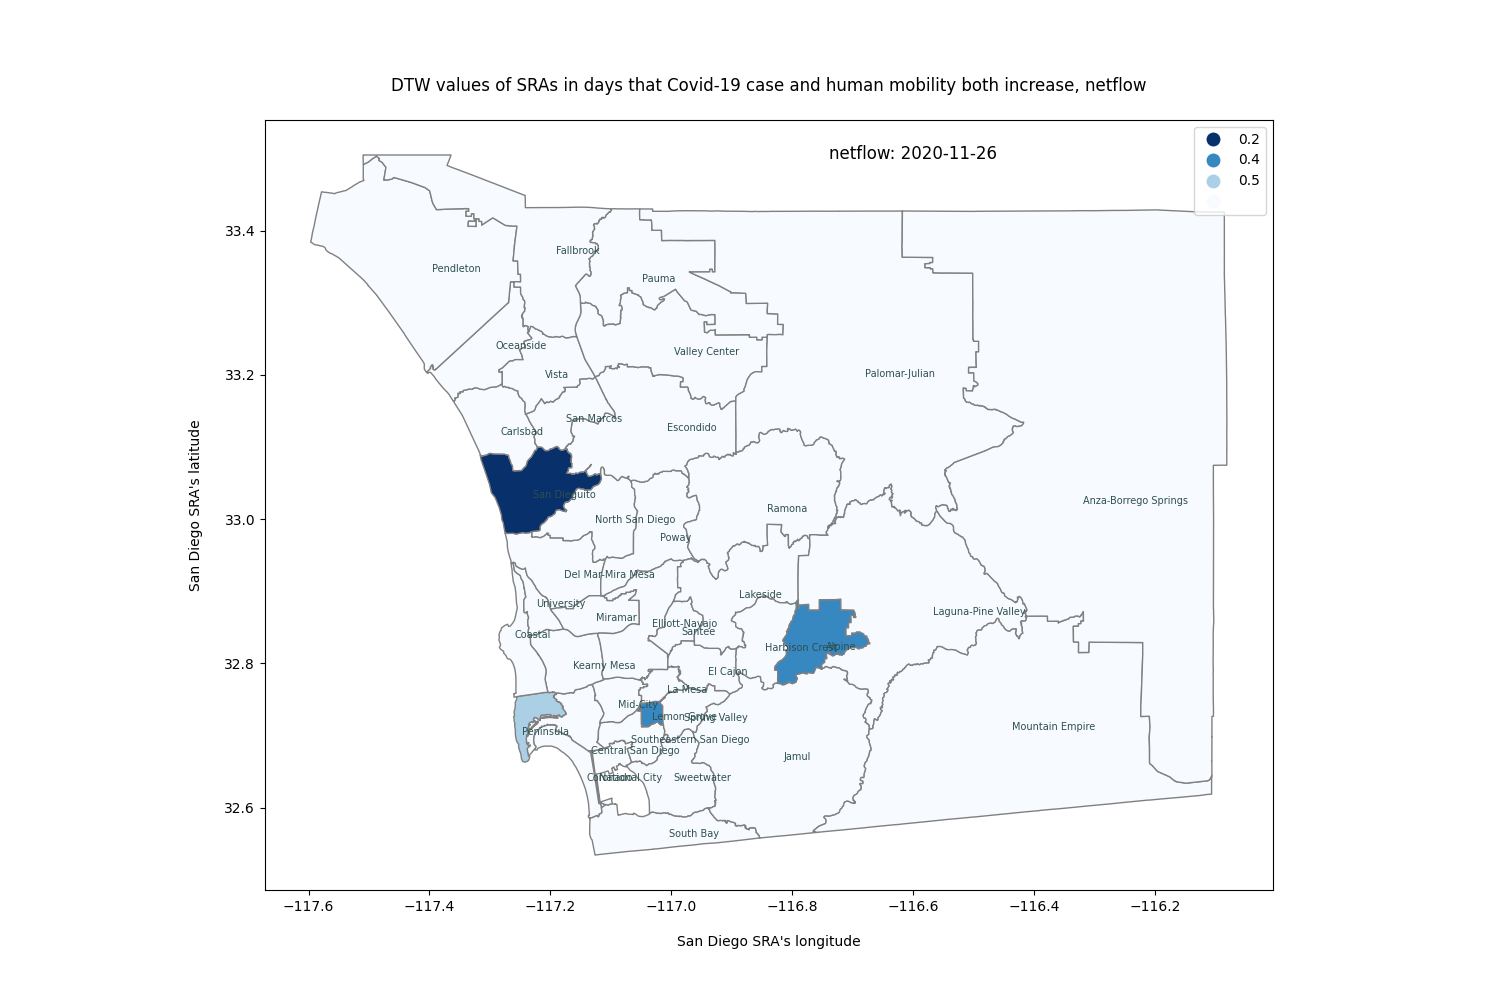 DTW values of SRAs in days that Covid-19 case and human mobility both increase, netflow
netflow: 2020-11-26
0.2
0.4
0.5
33.4
33.2
33.0
32.8
32.6
San Diego SRA's latitude
Fallbrook
Pendleton
Pauma
Oceanside
Valley Center
Vista
Palomar-Julian
San Marcos
Carlsbad
Escondido
San Dieguito
Anza-Borrego Springs
Ramona
North San Diego
Poway
Del Mar-Mira Mesa
Lakeside
University
Laguna-Pine Valley
Miramar
Elliott-Navajo
Santee
Coastal
Harbison Crest
Alpine
Kearny Mesa
El Cajon
La Mesa
Mid-City
Lemon Grove
Spring Valley
Mountain Empire
Peninsula
Southeastern San Diego
Central San Diego
Jamul
Coronado
National City
Sweetwater
South Bay
−117.6 −117.4 −117.2 −117.0 −116.8 −116.6 −116.4 −116.2
San Diego SRA's longitude